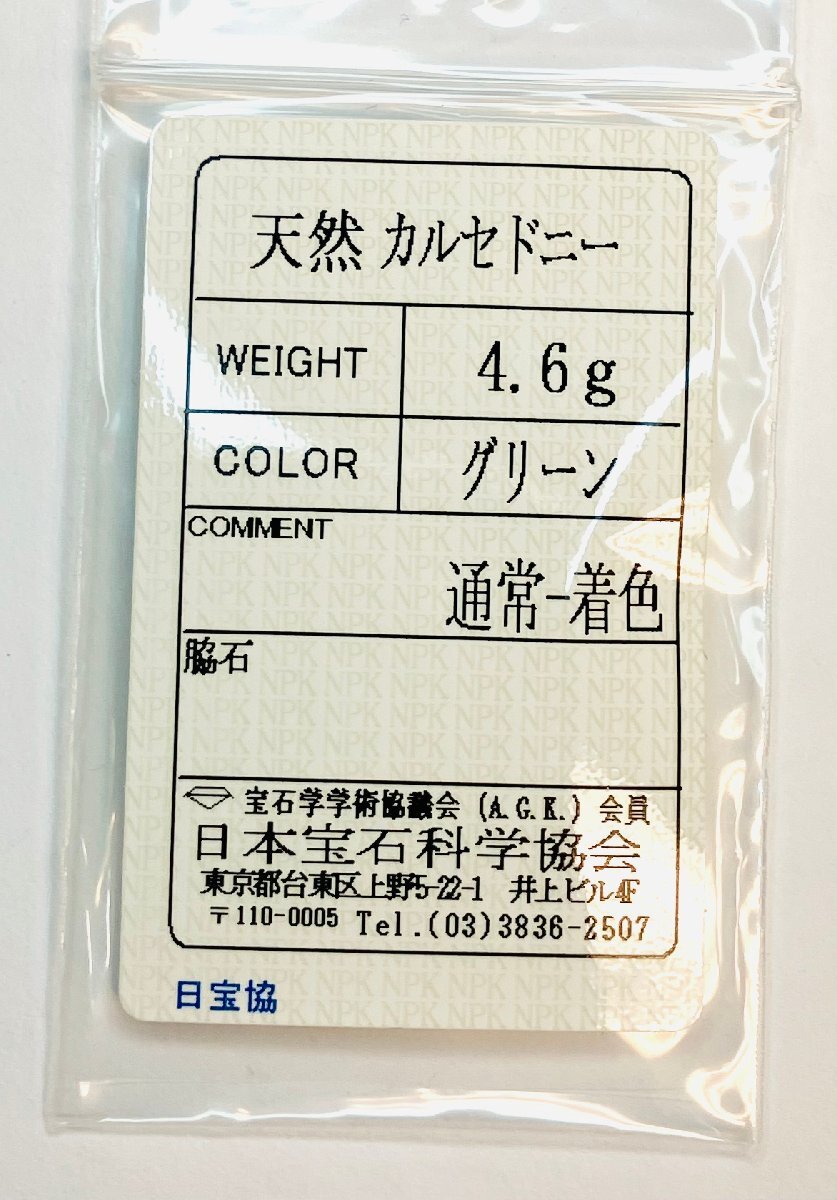 天然 カルセドニー
WEIGHT 4.6g
COLOR グリーン
COMMENT
通常-着色
脇石
宝石学学術協議会 (A.G.K.) 会員
日本宝石科学協会
東京都台東区上野5-22-1 井上ビル4F
〒110-0005 Tel.(03)3836-2507
日宝協